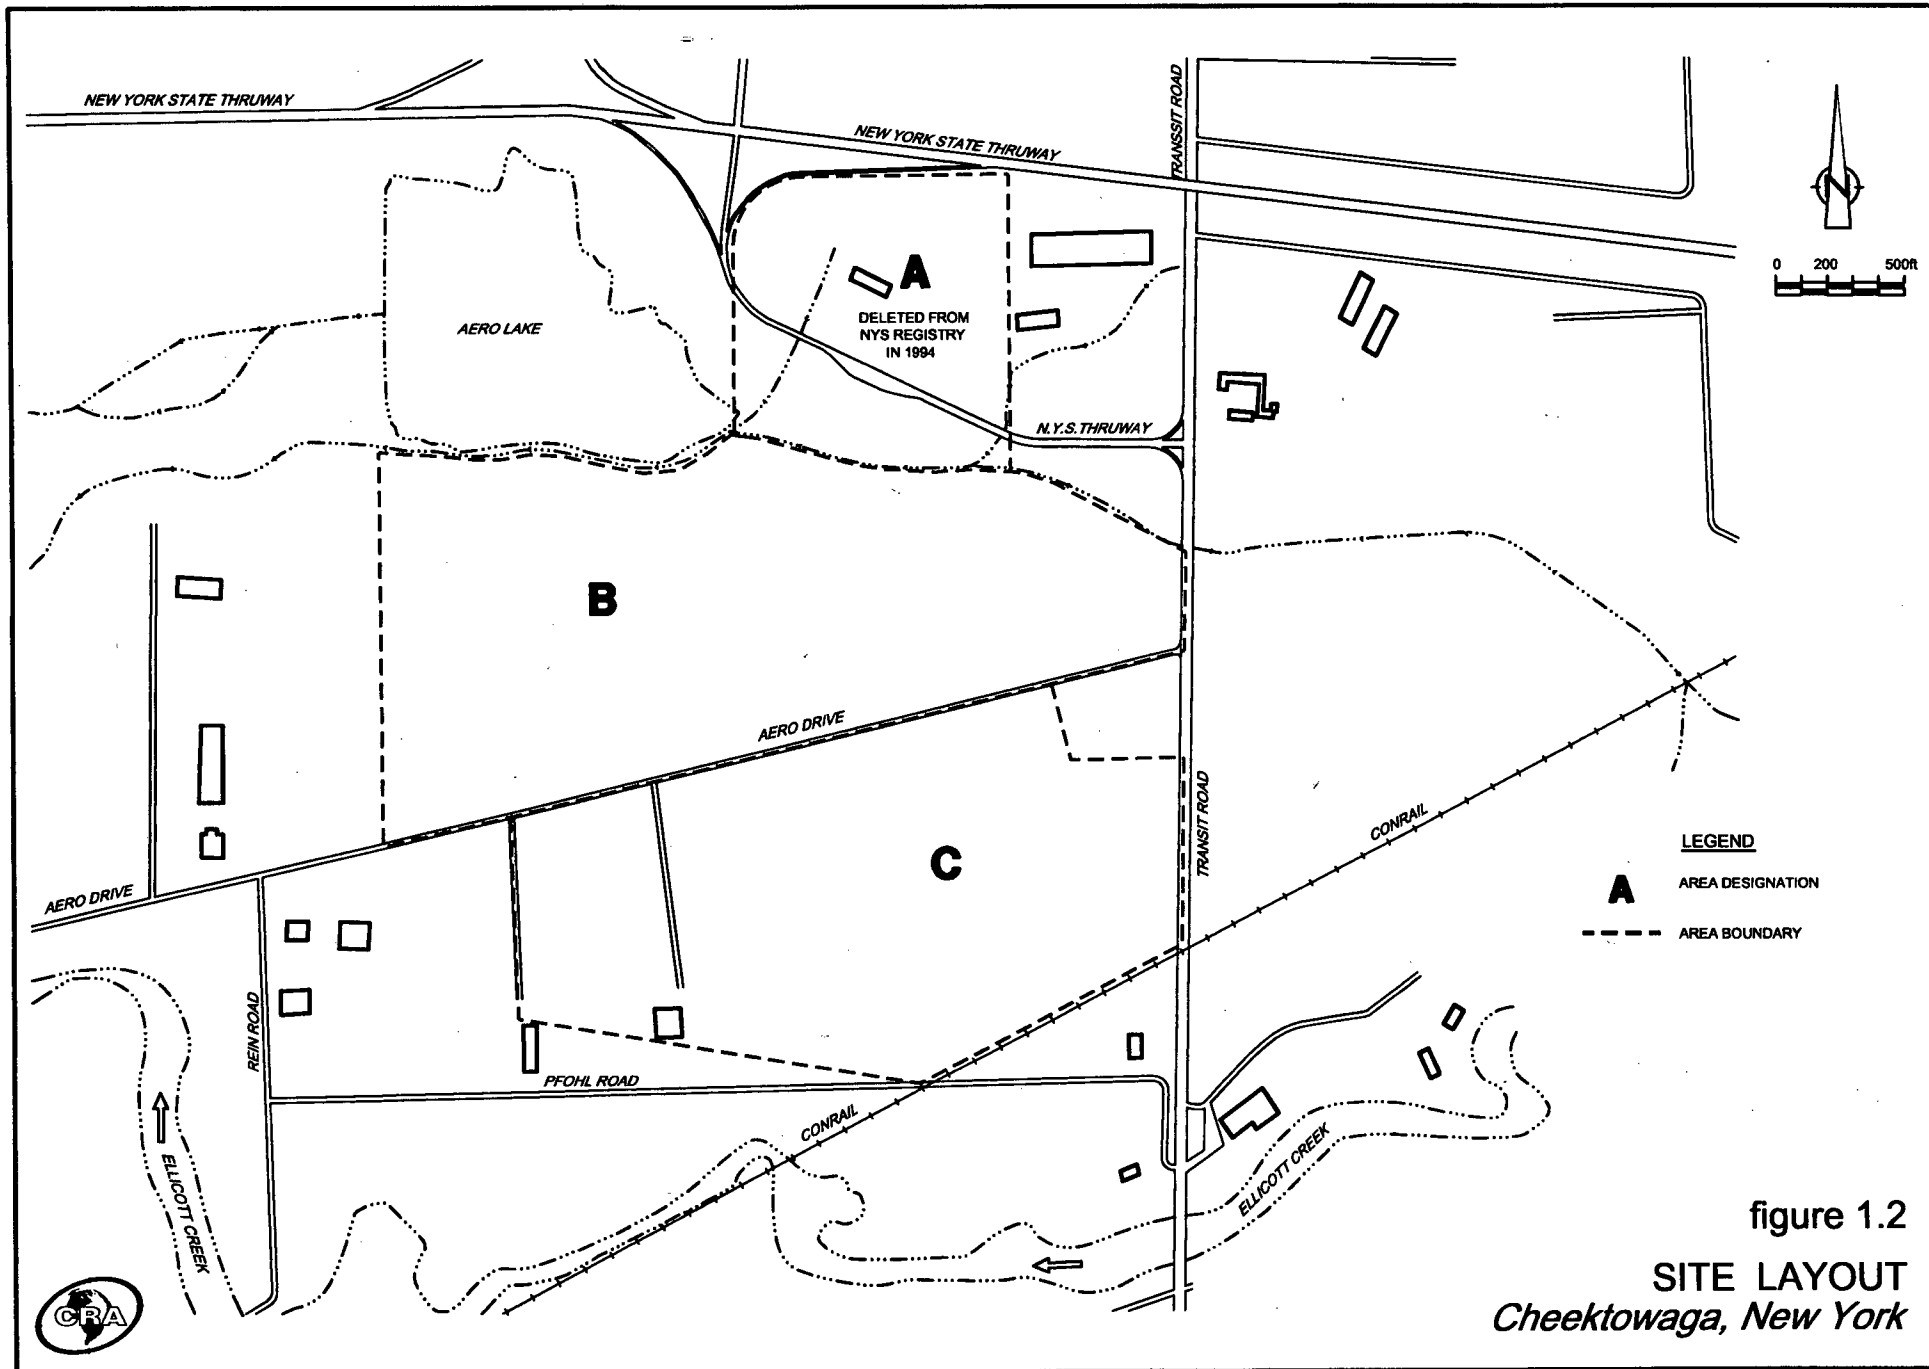 NEW YORK STATE THRUWAY
NEW YORK STATE THRUWAY
TRANSSIT ROAD
N
0 200 500ft
A
DELETED FROM
NYS REGISTRY
IN 1994
AERO LAKE
N.Y.S. THRUWAY
B
AERO DRIVE
TRANSIT ROAD
CONRAIL
C
LEGEND
A AREA DESIGNATION
AREA BOUNDARY
AERO DRIVE
REIN ROAD
PFOHL ROAD
CONRAIL
ELLICOTT CREEK
ELLICOTT CREEK
CRA
figure 1.2
SITE LAYOUT
Cheektowaga, New York